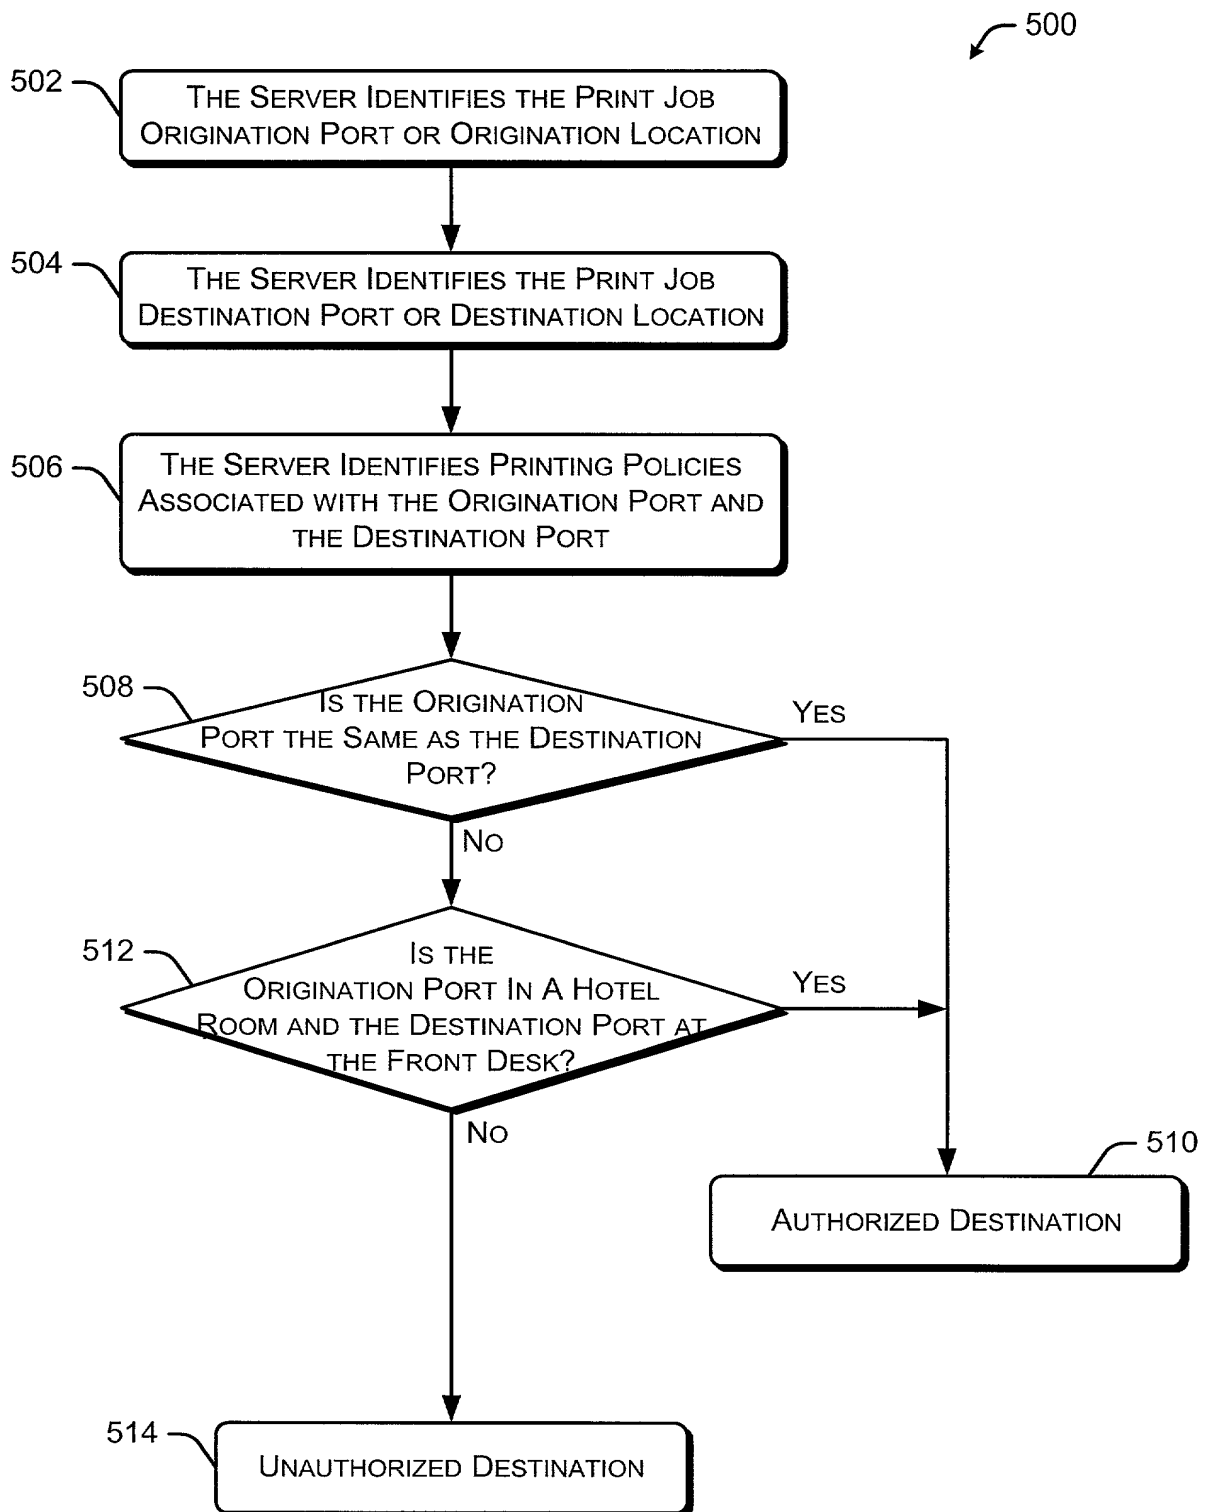 500
502
THE SERVER IDENTIFIES THE PRINT JOB
ORIGINATION PORT OR ORIGINATION LOCATION
504
THE SERVER IDENTIFIES THE PRINT JOB
DESTINATION PORT OR DESTINATION LOCATION
506
THE SERVER IDENTIFIES PRINTING POLICIES
ASSOCIATED WITH THE ORIGINATION PORT AND
THE DESTINATION PORT
508
IS THE ORIGINATION
PORT THE SAME AS THE DESTINATION
PORT?
YES
NO
512
IS THE
ORIGINATION PORT IN A HOTEL
ROOM AND THE DESTINATION PORT AT
THE FRONT DESK?
YES
NO
510
AUTHORIZED DESTINATION
514
UNAUTHORIZED DESTINATION